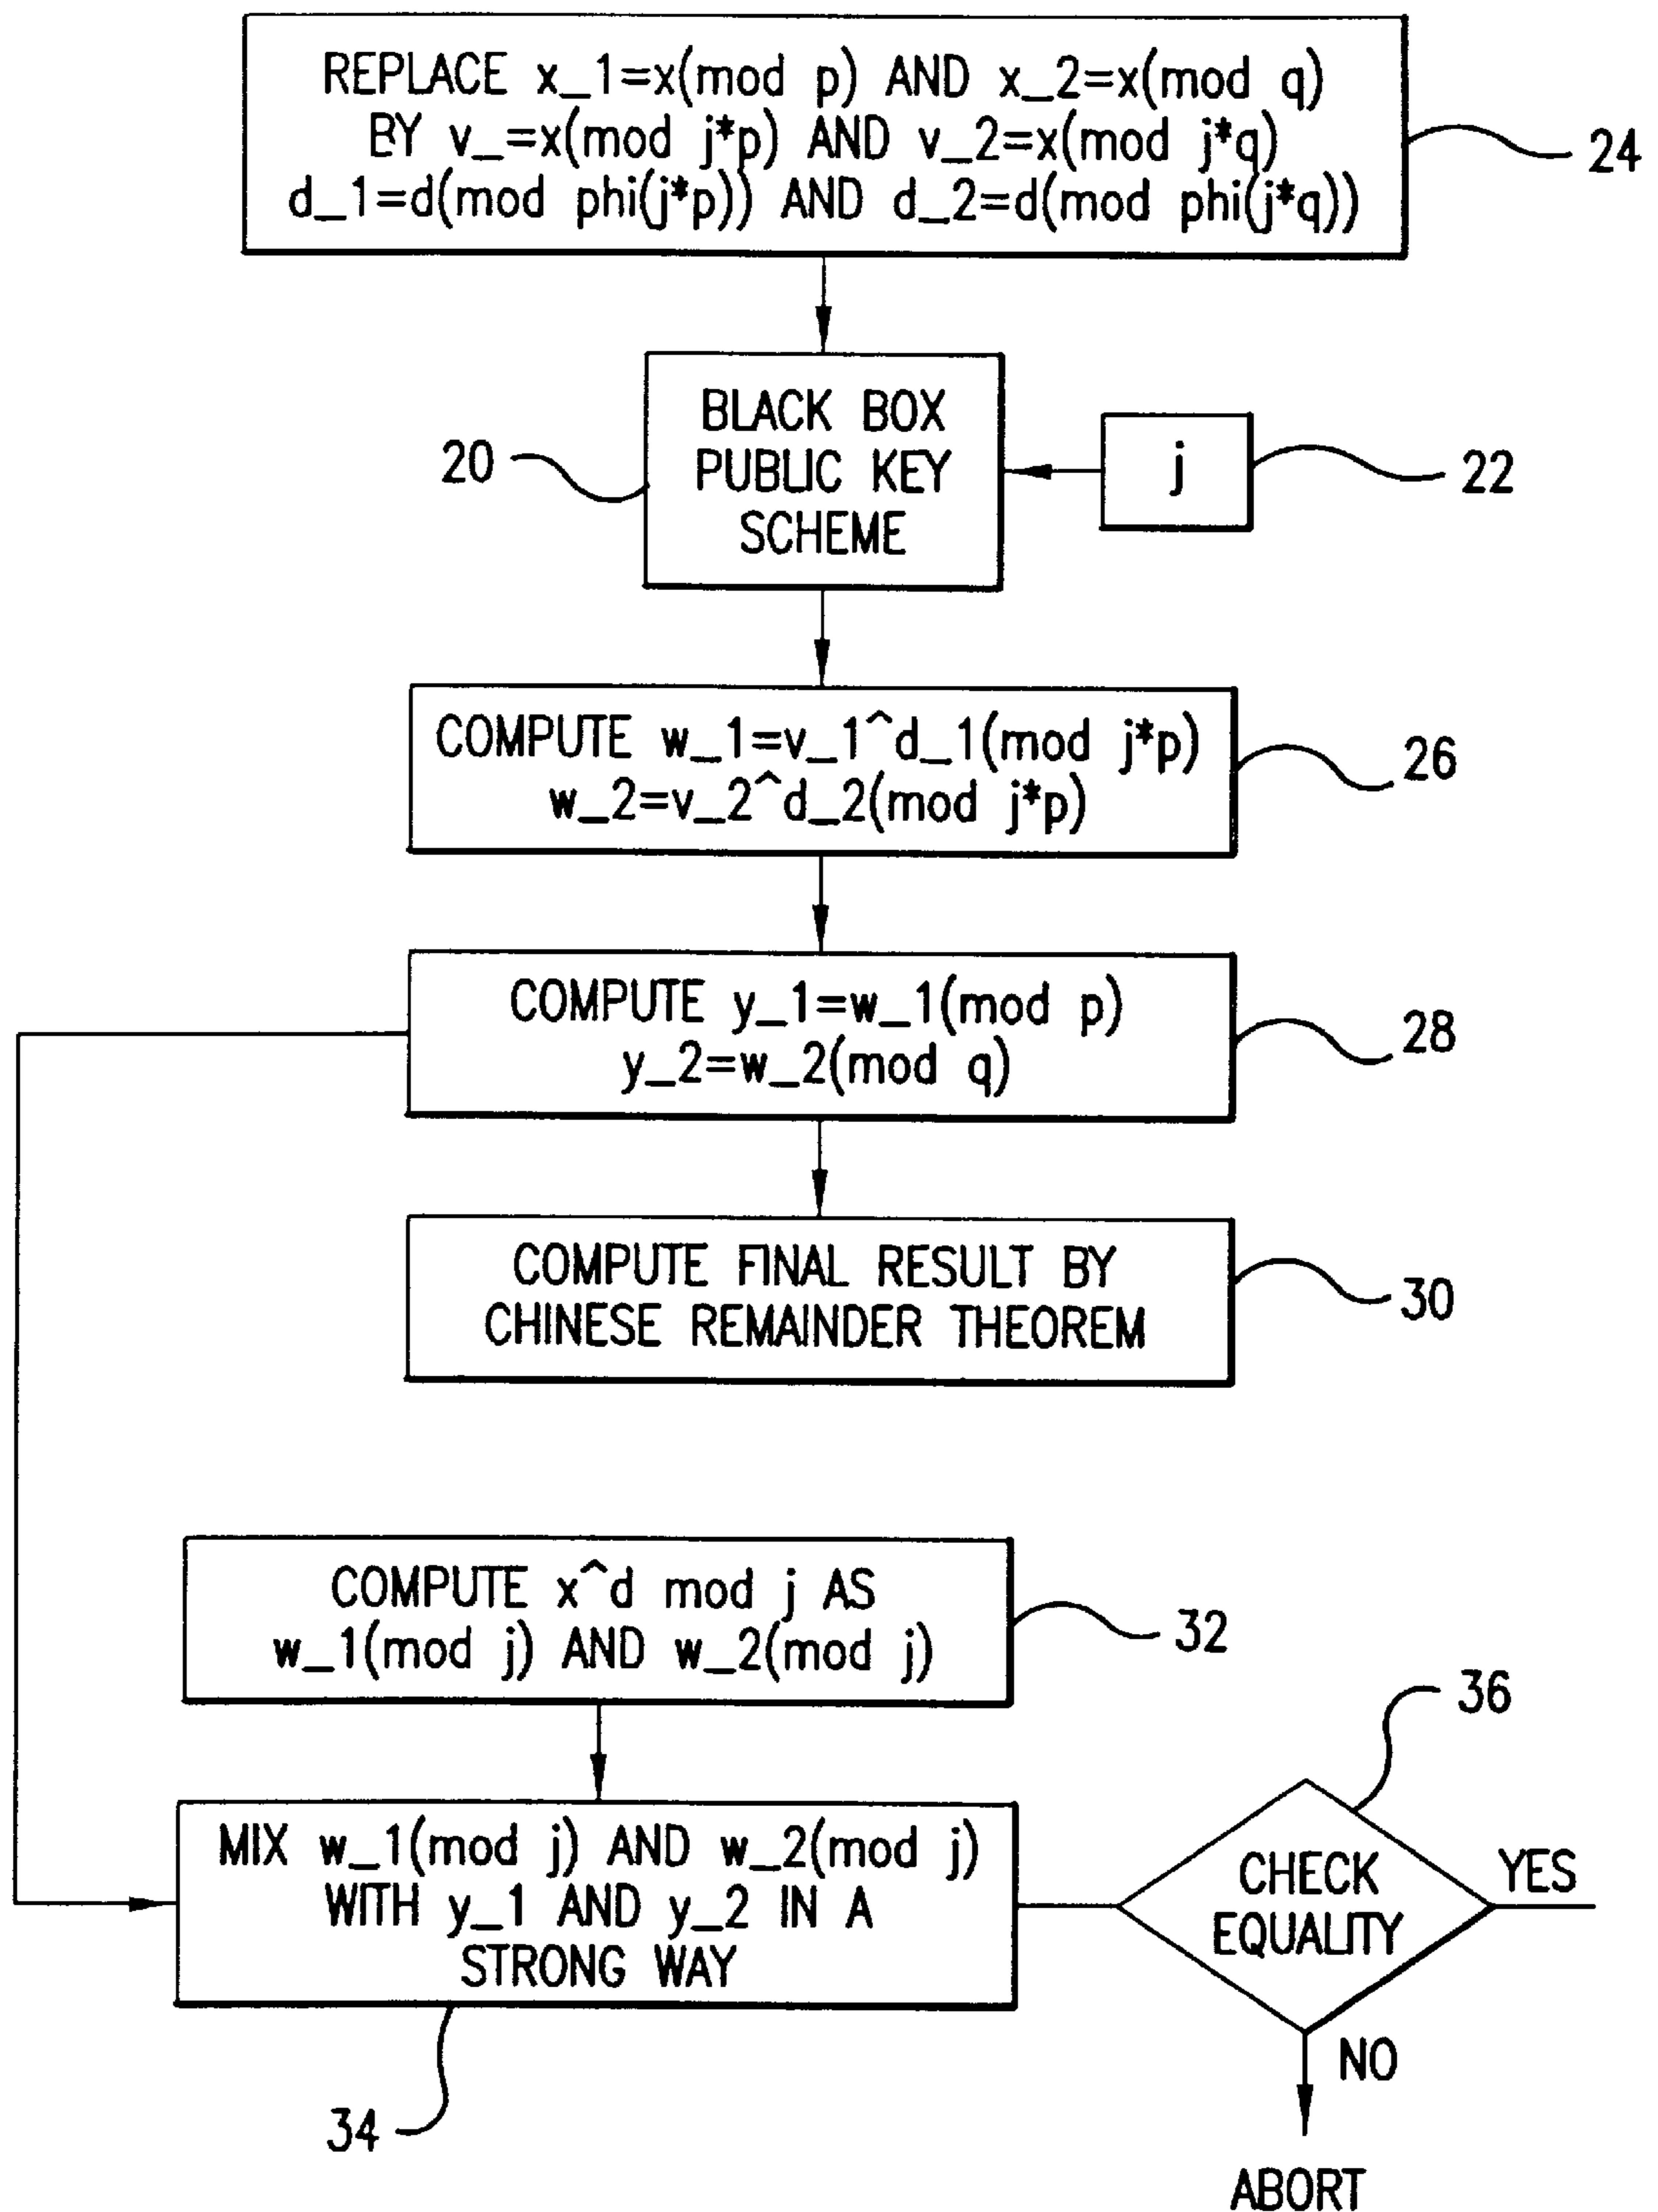 REPLACE x_1=x(mod p) AND x_2=x(mod q)
BY v_=x(mod j*p) AND v_2=x(mod j*q)
d_1=d(mod phi(j*p)) AND d_2=d(mod phi(j*q))
24
BLACK BOX
PUBLIC KEY
SCHEME
20
j
22
COMPUTE w_1=v_1^d_1(mod j*p)
w_2=v_2^d_2(mod j*p)
26
COMPUTE y_1=w_1(mod p)
y_2=w_2(mod q)
28
COMPUTE FINAL RESULT BY
CHINESE REMAINDER THEOREM
30
COMPUTE x^d mod j AS
w_1(mod j) AND w_2(mod j)
32
MIX w_1(mod j) AND w_2(mod j)
WITH y_1 AND y_2 IN A
STRONG WAY
34
CHECK
EQUALITY
36
YES
NO
ABORT